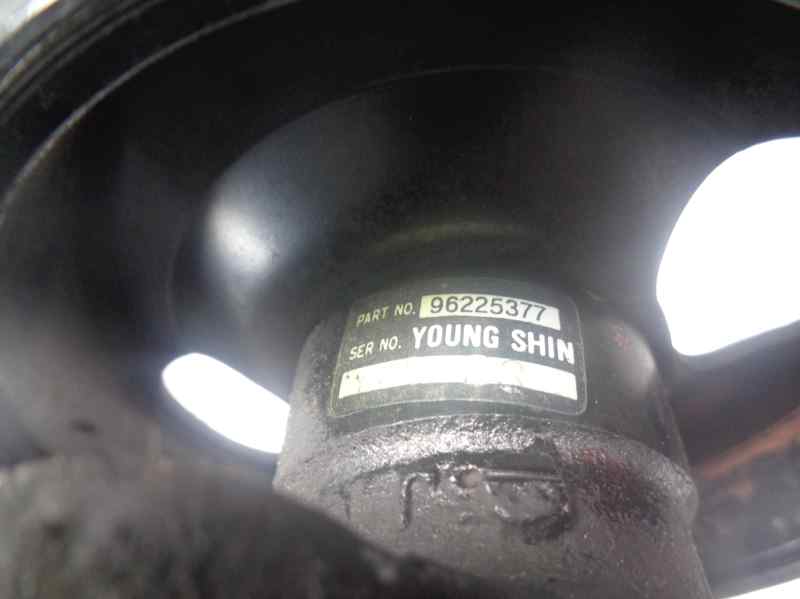 PART NO. 96225377
SER NO. YOUNG SHIN